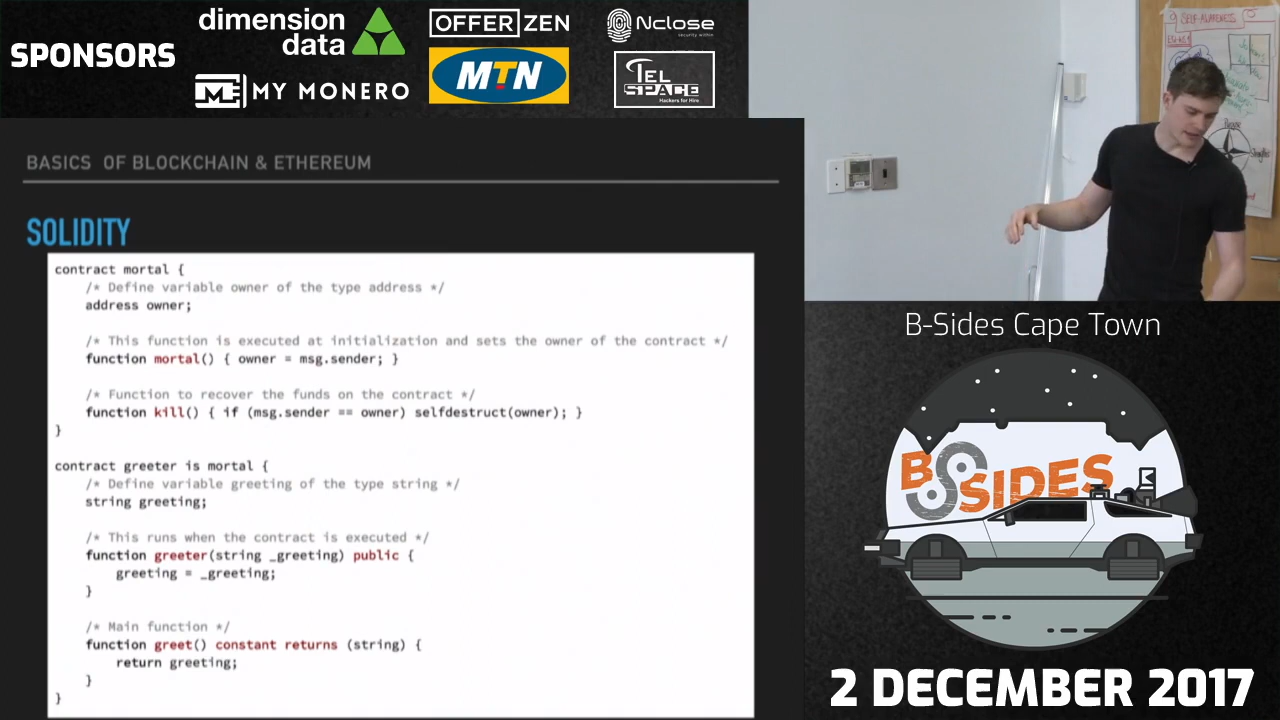 SPONSORS
dimension
data
OFFERZEN
Nclose
security within
ME MY MONERO
MTN
TEL
SPACE
Hackers for Hire
SELF AWARENESS
BASICS OF BLOCKCHAIN & ETHEREUM
SOLIDITY
contract mortal {
/* Define variable owner of the type address */
address owner;
/* This function is executed at initialization and sets the owner of the contract */
function mortal() { owner = msg.sender; }
/* Function to recover the funds on the contract */
function kill() { if (msg.sender == owner) selfdestruct(owner); }
}
contract greeter is mortal {
/* Define variable greeting of the type string */
string greeting;
/* This runs when the contract is executed */
function greeter(string _greeting) public {
greeting = _greeting;
}
/* Main function */
function greet() constant returns (string) {
return greeting;
}
}
B-Sides Cape Town
BSIDES
2 DECEMBER 2017